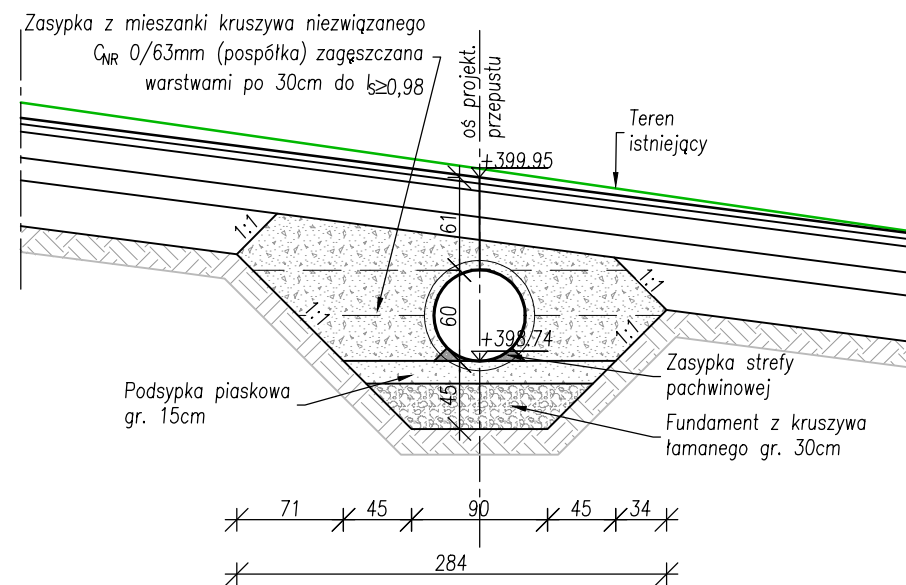 Zasypka z mieszanki kruszywa niezwiązanego
CNR 0/63mm (pospółka) zagęszczana
warstwami po 30cm do Is≥0,98
oś projekt.
przepustu
Teren
istniejący
+399.95
1:1
61
1:1
1:1
60
1:1
+398.74
Zasypka strefy
pachwinowej
Podsypka piaskowa
gr. 15cm
45
Fundament z kruszywa
łamanego gr. 30cm
71 45 90 45 34
284